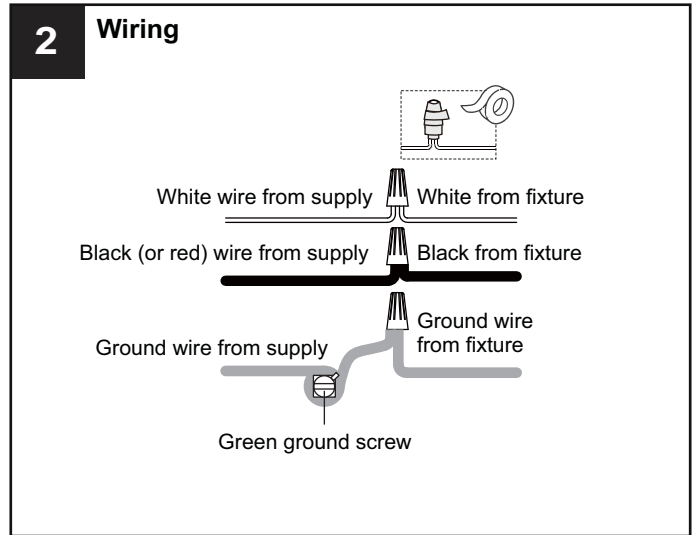 2 Wiring
White wire from supply White from fixture
Black (or red) wire from supply Black from fixture
Ground wire from supply
Ground wire
from fixture
Green ground screw